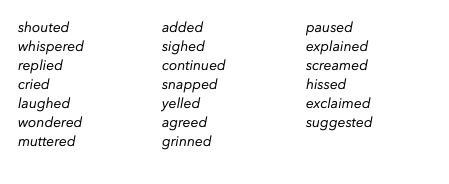 shouted added paused
whispered sighed explained
replied continued screamed
cried snapped hissed
laughed yelled exclaimed
wondered agreed suggested
muttered grinned